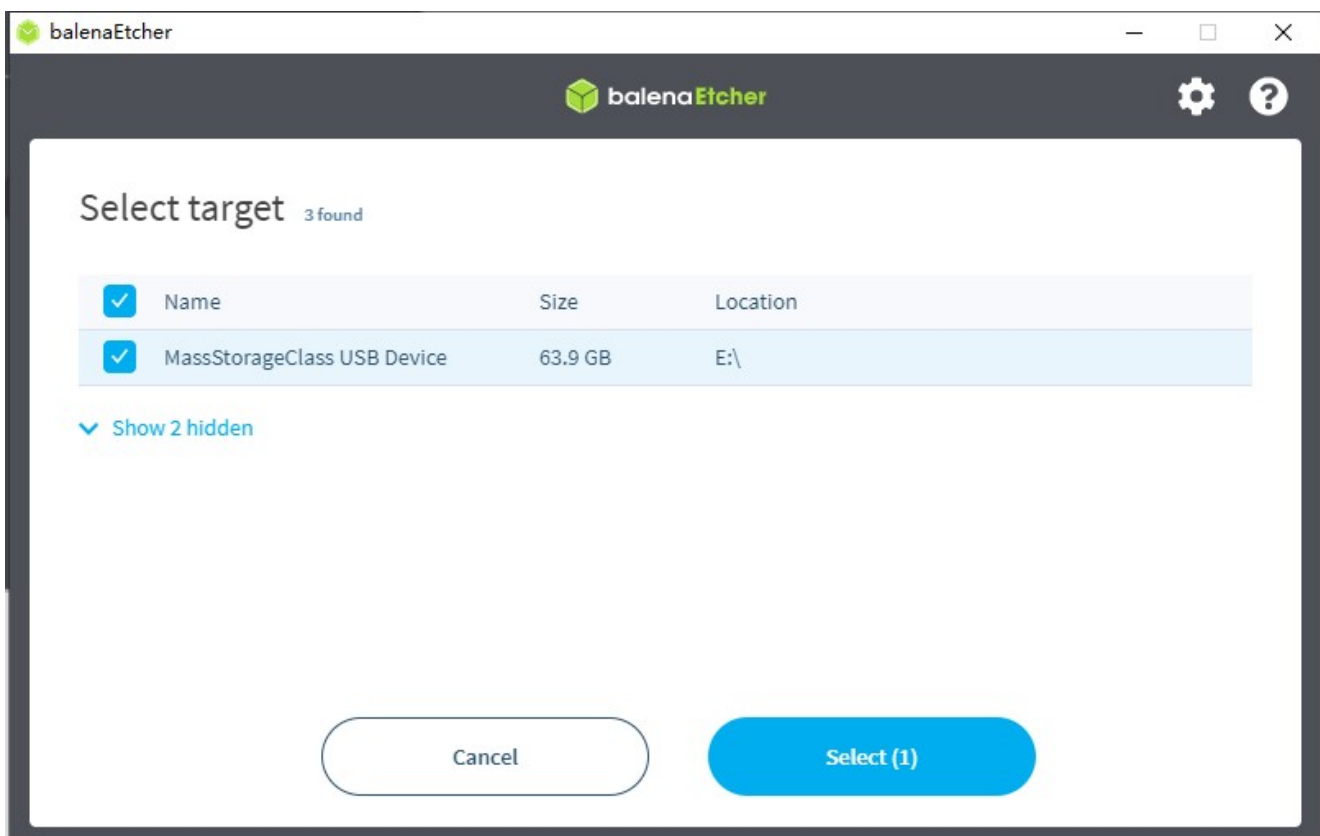 balenaEtcher
balenaEtcher
Select target 3 found
Name Size Location
MassStorageClass USB Device 63.9 GB E:\
Show 2 hidden
Cancel Select (1)